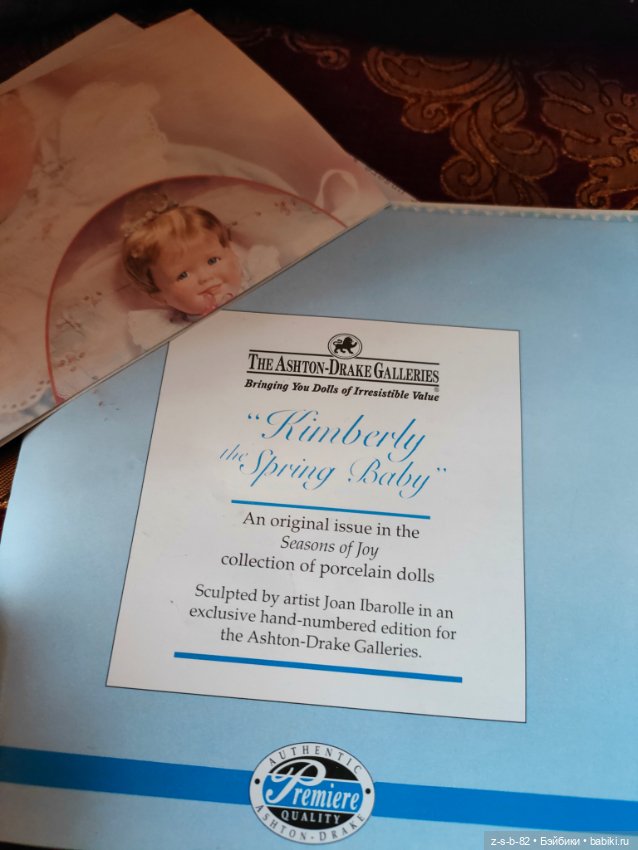 THE ASHTON-DRAKE GALLERIES
Bringing You Dolls of Irresistible Value®
"Kimberly
the Spring Baby"
An original issue in the
Seasons of Joy
collection of porcelain dolls
Sculpted by artist Joan Ibarolle in an
exclusive hand-numbered edition for
the Ashton-Drake Galleries.
AUTHENTIC
Premiere
QUALITY
ASHTON-DRAKE
z-s-b-82 • Бэйбики • babiki.ru